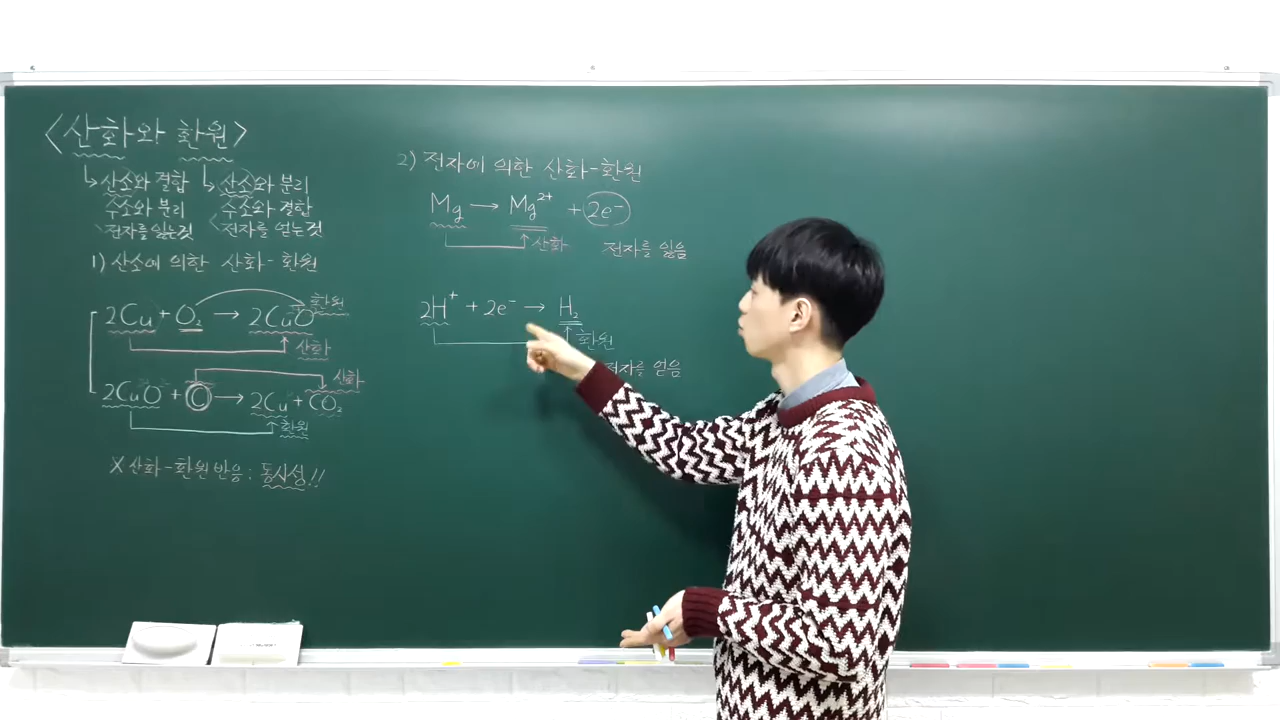 <산화와 환원>
↳산소와 결합 ↳산소와 분리
수소와 분리 수소와 결합
전자를 잃는것 전자를 얻는것
1) 산소에 의한 산화-환원
2Cu + O₂ → 2CuO 환원
산화
2CuO + C → 2Cu + CO₂ 산화
환원
※ 산화-환원 반응 : 동시성!!
2) 전자에 의한 산화-환원
Mg → Mg²⁺ + 2e⁻
산화 전자를 잃음
2H⁺ + 2e⁻ → H₂
환원
전자를 얻음